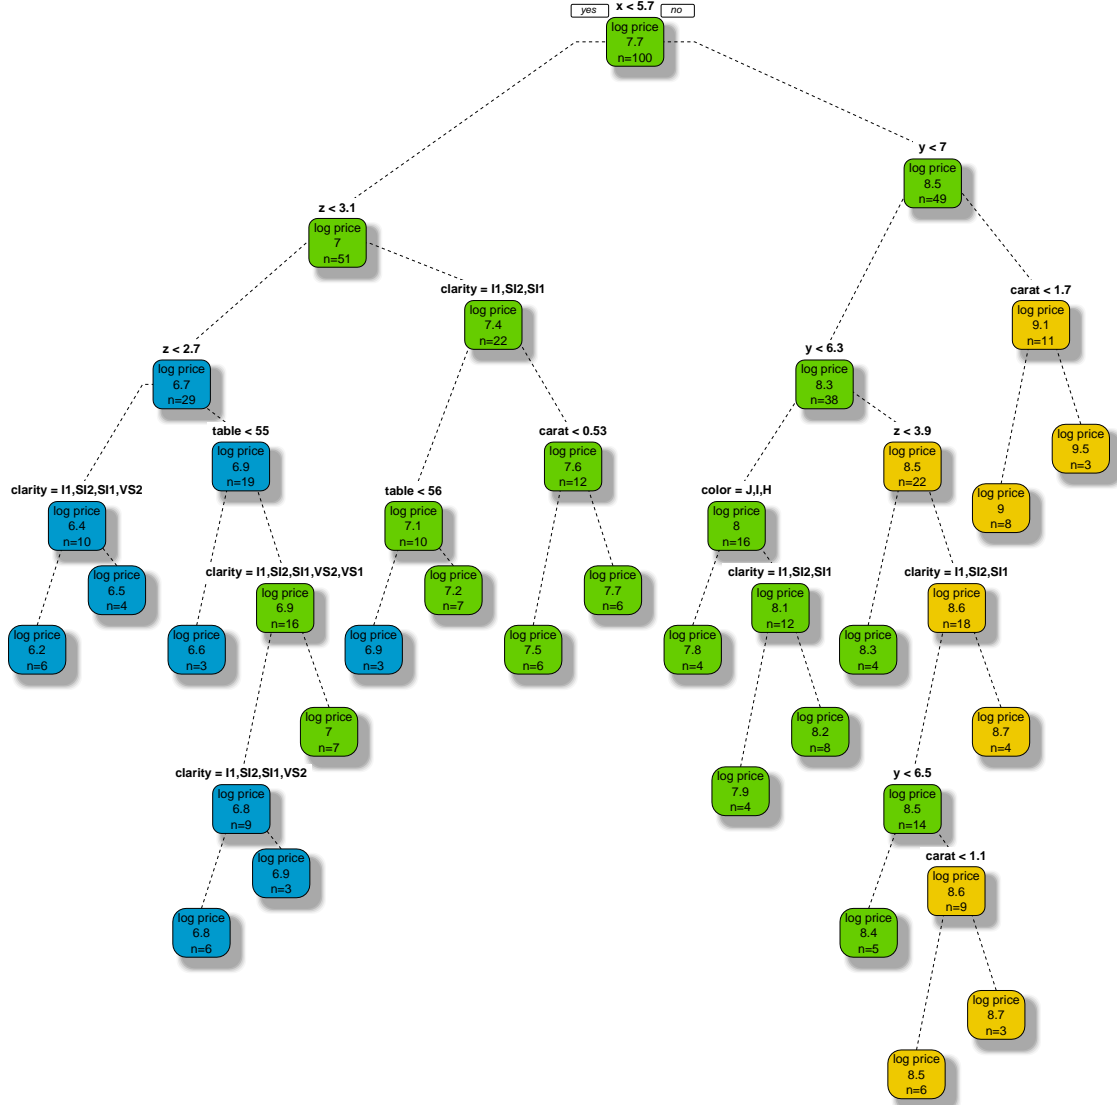 yes
x < 5.7
no
log price
7.7
n=100
y < 7
log price
8.5
n=49
z < 3.1
log price
7
n=51
clarity = I1,SI2,SI1
log price
7.4
n=22
carat < 1.7
log price
9.1
n=11
z < 2.7
log price
6.7
n=29
y < 6.3
log price
8.3
n=38
table < 55
log price
6.9
n=19
carat < 0.53
log price
7.6
n=12
z < 3.9
log price
8.5
n=22
log price
9.5
n=3
clarity = I1,SI2,SI1,VS2
log price
6.4
n=10
table < 56
log price
7.1
n=10
color = J,I,H
log price
8
n=16
log price
9
n=8
log price
6.5
n=4
clarity = I1,SI2,SI1,VS2,VS1
log price
6.9
n=16
log price
7.2
n=7
log price
7.7
n=6
clarity = I1,SI2,SI1
log price
8.1
n=12
clarity = I1,SI2,SI1
log price
8.6
n=18
log price
6.2
n=6
log price
6.6
n=3
log price
6.9
n=3
log price
7.5
n=6
log price
7.8
n=4
log price
8.3
n=4
log price
7
n=7
log price
8.2
n=8
log price
8.7
n=4
clarity = I1,SI2,SI1,VS2
log price
6.8
n=9
log price
7.9
n=4
y < 6.5
log price
8.5
n=14
log price
6.9
n=3
carat < 1.1
log price
8.6
n=9
log price
6.8
n=6
log price
8.4
n=5
log price
8.7
n=3
log price
8.5
n=6